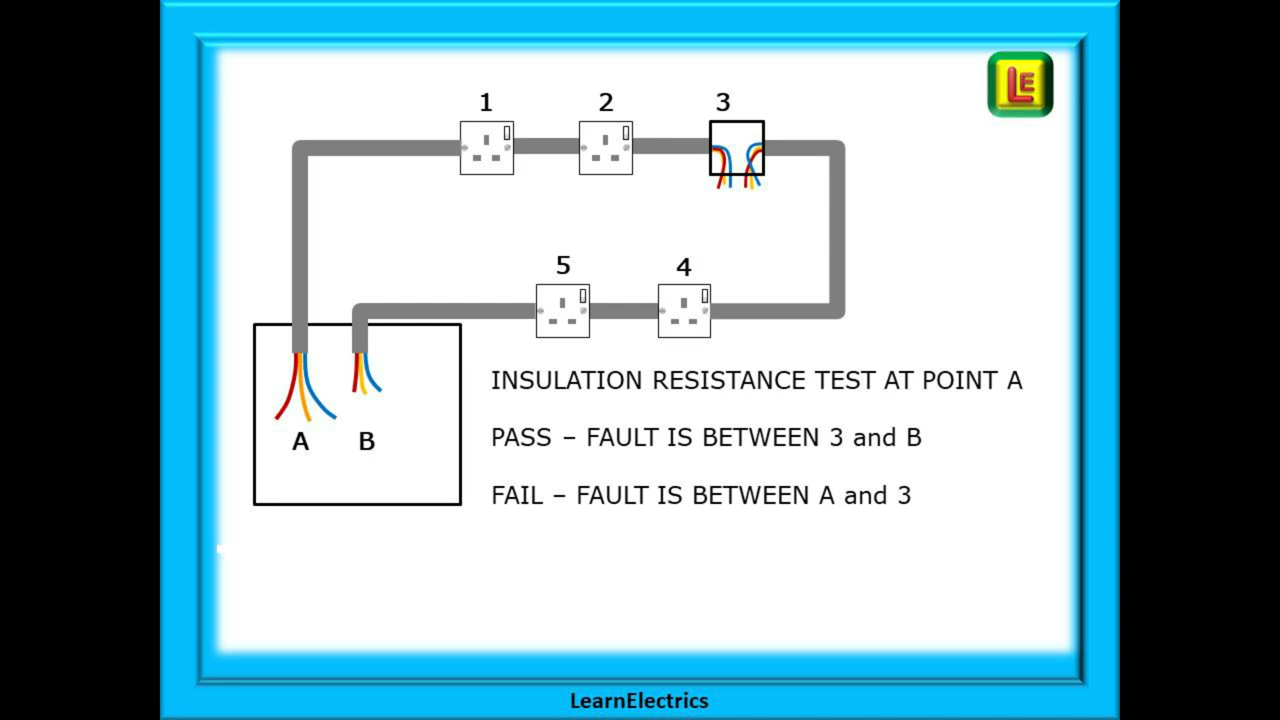 LE
1 2 3
5 4
INSULATION RESISTANCE TEST AT POINT A
A B
PASS – FAULT IS BETWEEN 3 and B
FAIL – FAULT IS BETWEEN A and 3
LearnElectrics